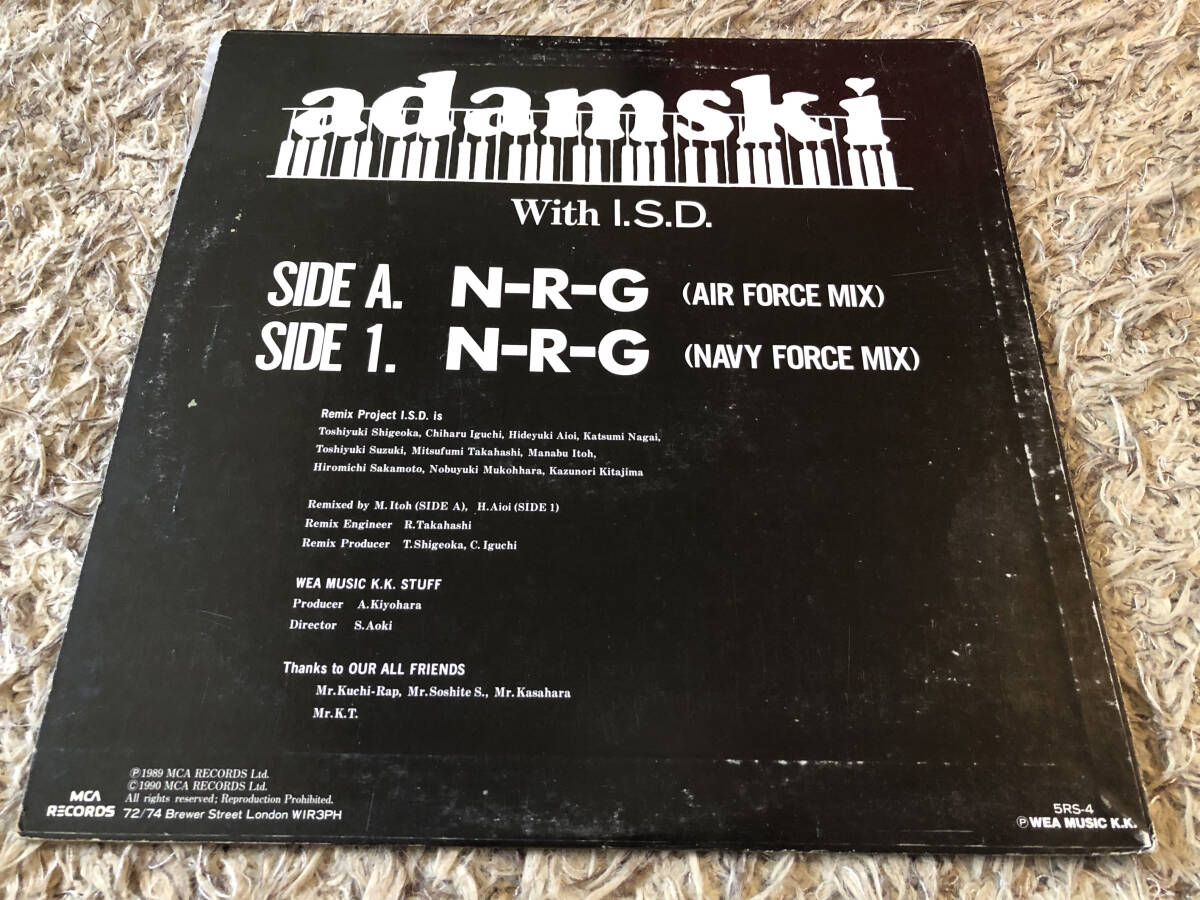 adamski
With I.S.D.
SIDE A. N-R-G (AIR FORCE MIX)
SIDE 1. N-R-G (NAVY FORCE MIX)
Remix Project I.S.D. is
Toshiyuki Shigeoka, Chiharu Iguchi, Hideyuki Aioi, Katsumi Nagai,
Toshiyuki Suzuki, Mitsufumi Takahashi, Manabu Itoh,
Hiromichi Sakamoto, Nobuyuki Mukohhara, Kazunori Kitajima
Remixed by M.Itoh (SIDE A), H.Aioi (SIDE 1)
Remix Engineer R.Takahashi
Remix Producer T.Shigeoka, C.Iguchi
WEA MUSIC K.K. STUFF
Producer A.Kiyohara
Director S.Aoki
Thanks to OUR ALL FRIENDS
Mr.Kuchi-Rap, Mr.Soshite S., Mr.Kasahara
Mr.K.T.
MCA RECORDS
℗1989 MCA RECORDS Ltd.
©1990 MCA RECORDS Ltd.
All rights reserved; Reproduction Prohibited.
72/74 Brewer Street London WIR3PH
5RS-4
℗WEA MUSIC K.K.